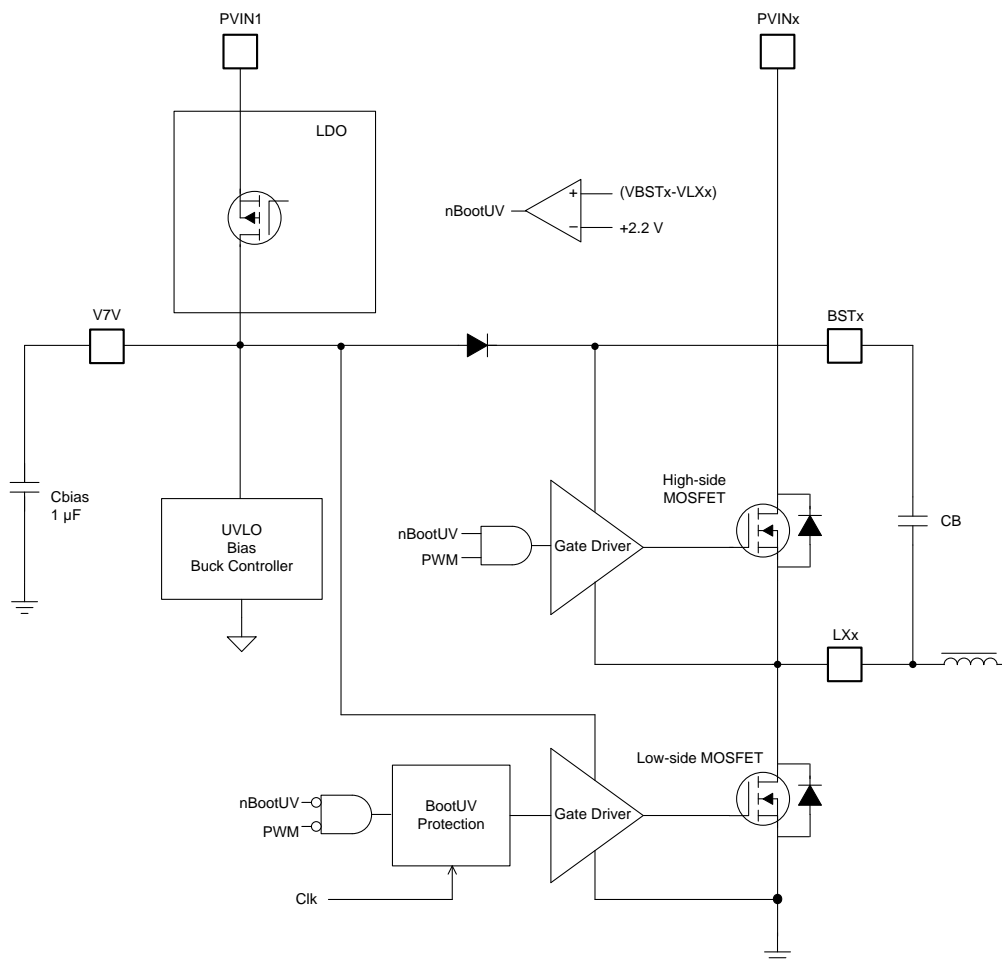 PVIN1
PVINx
LDO
nBootUV
+
(VBSTx-VLXx)
−
+2.2 V
V7V
BSTx
Cbias
1 µF
UVLO
Bias
Buck Controller
High-side
MOSFET
nBootUV
PWM
Gate Driver
CB
LXx
Low-side MOSFET
nBootUV
PWM
BootUV
Protection
Gate Driver
Clk